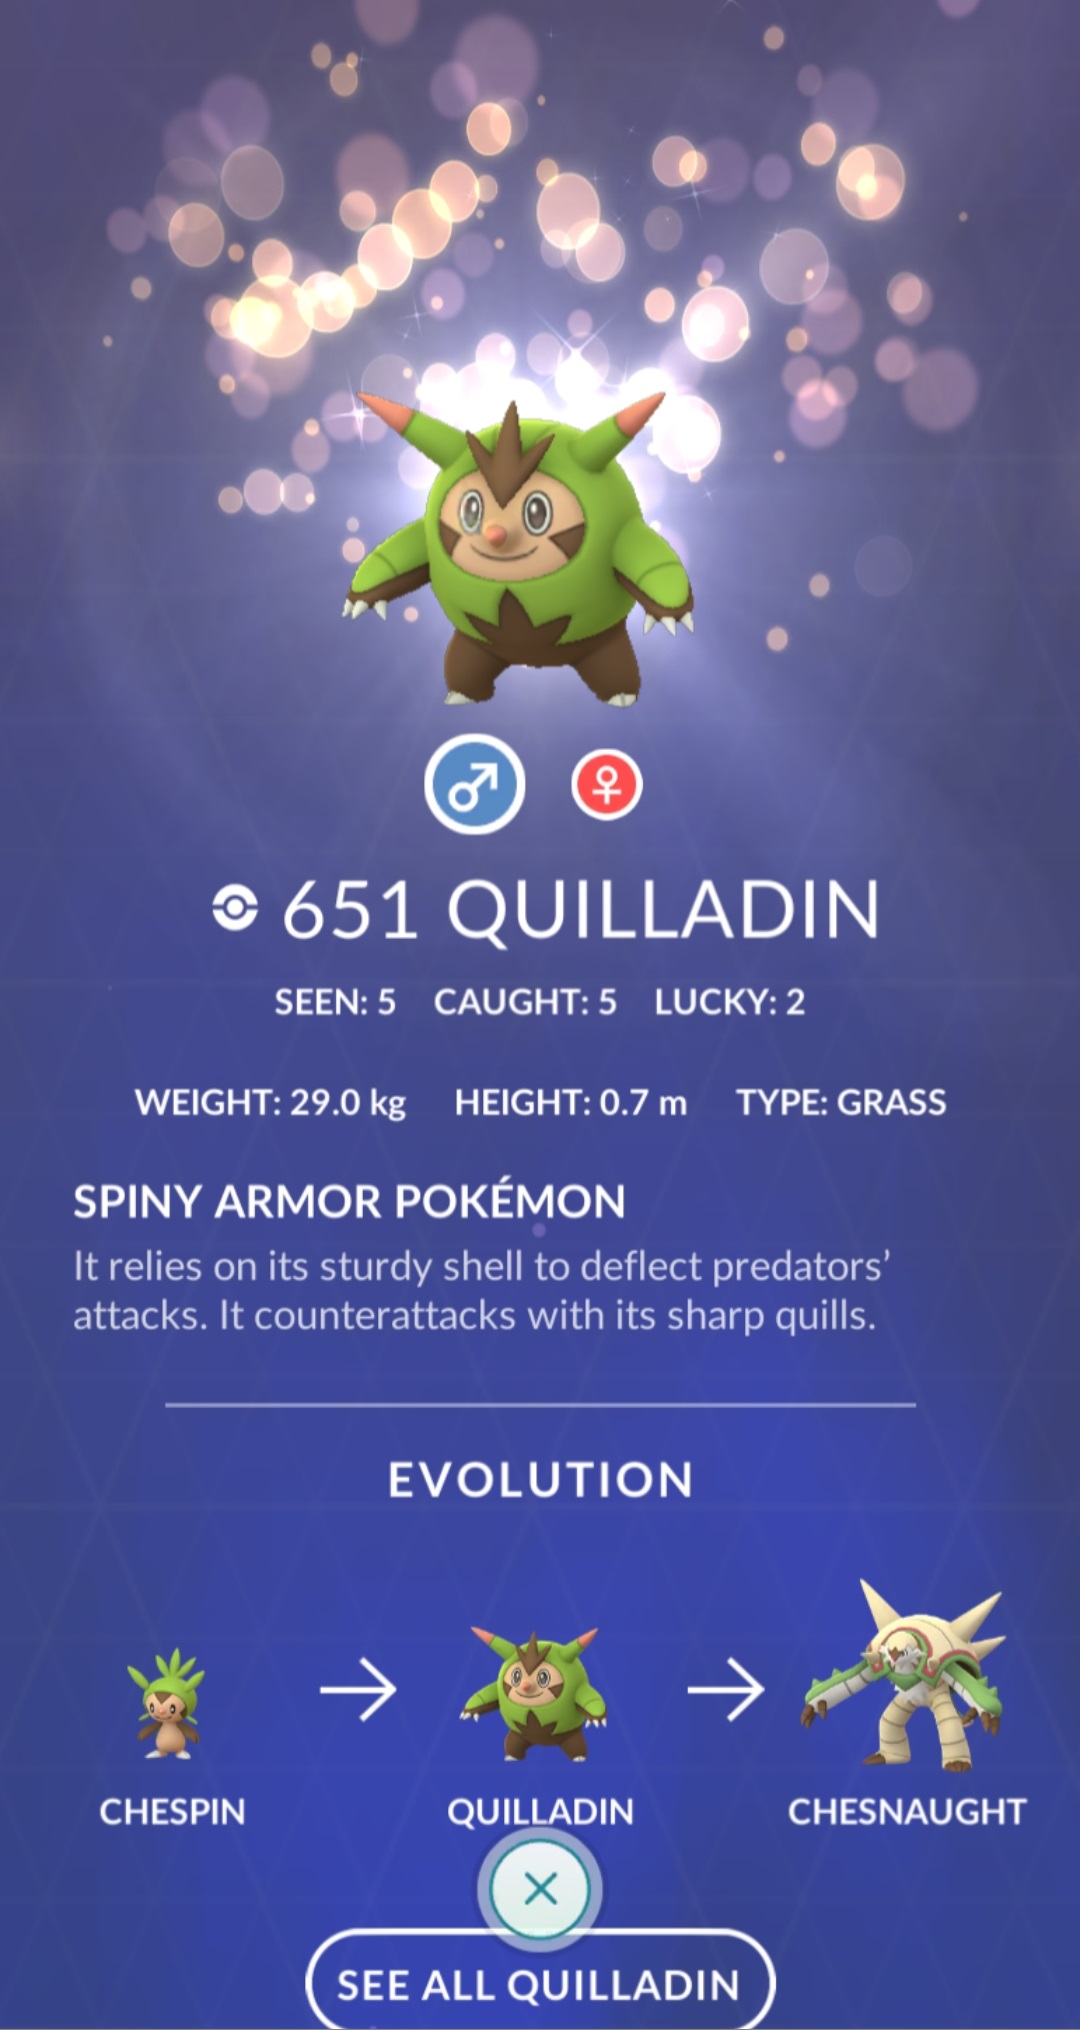 651 QUILLADIN
SEEN: 5 CAUGHT: 5 LUCKY: 2
WEIGHT: 29.0 kg HEIGHT: 0.7 m TYPE: GRASS
SPINY ARMOR POKÉMON
It relies on its sturdy shell to deflect predators’
attacks. It counterattacks with its sharp quills.
EVOLUTION
CHESPIN QUILLADIN CHESNAUGHT
SEE ALL QUILLADIN